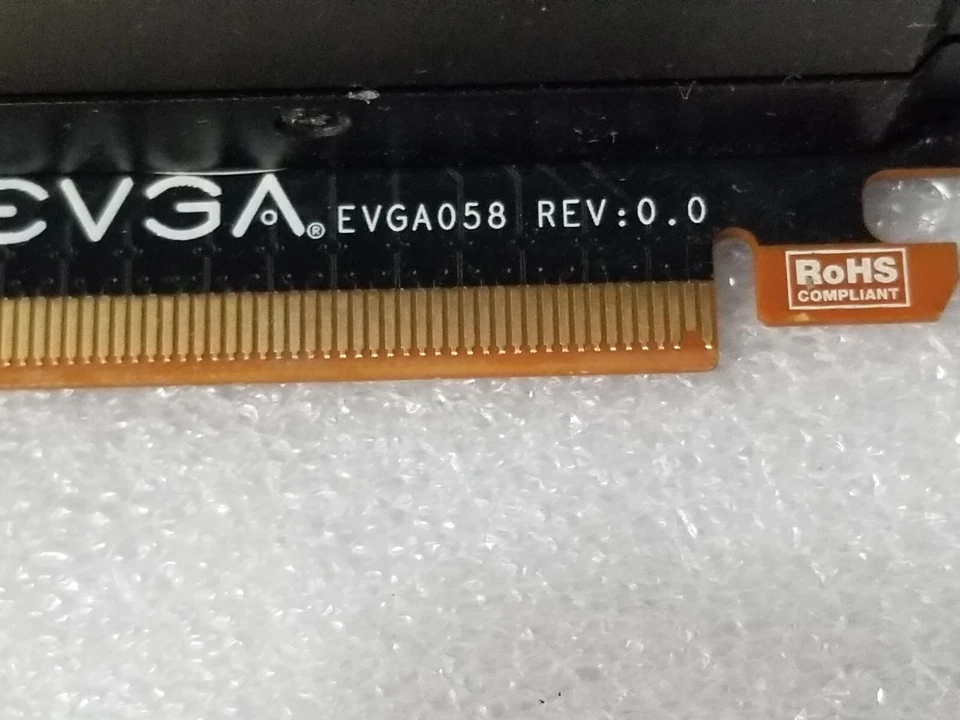 EVGA® EVGA058 REV:0.0
RoHS
COMPLIANT